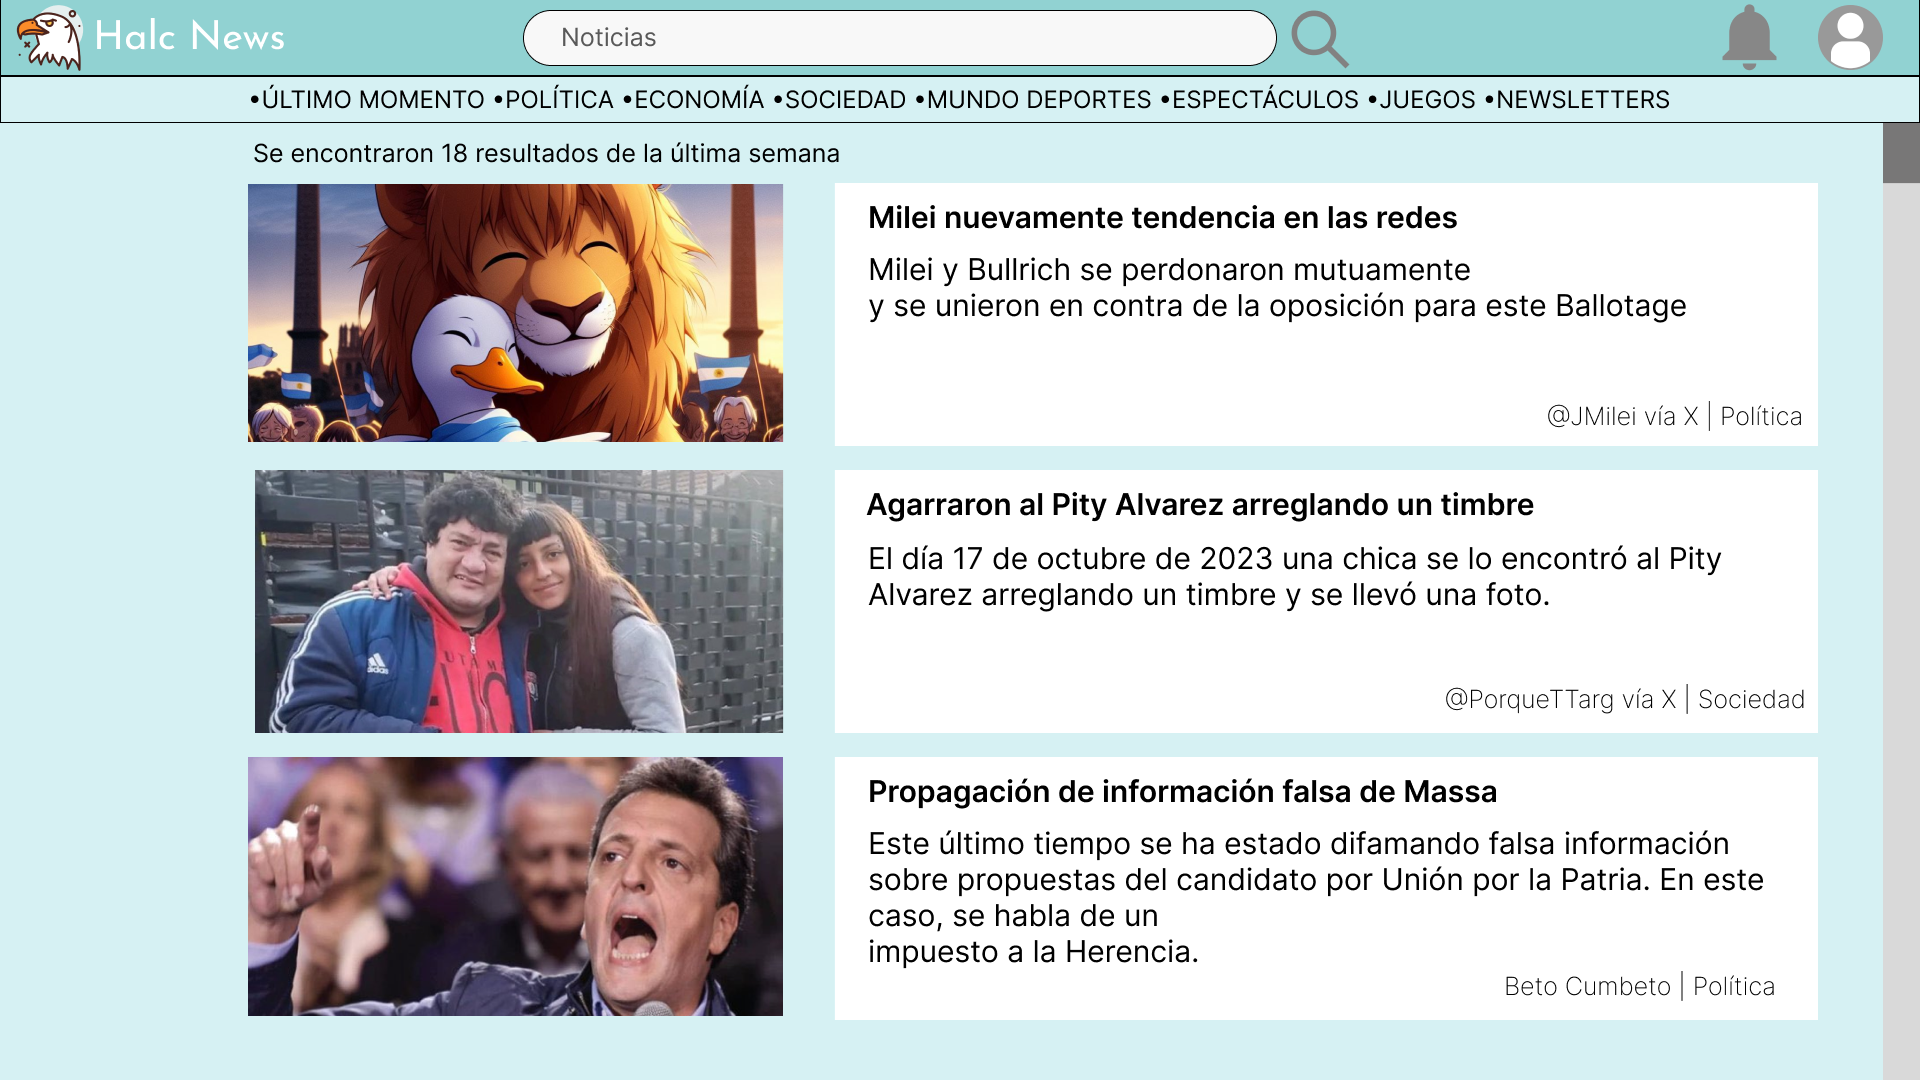 Halc News
Noticias
•ÚLTIMO MOMENTO •POLÍTICA •ECONOMÍA •SOCIEDAD •MUNDO DEPORTES •ESPECTÁCULOS •JUEGOS •NEWSLETTERS
Se encontraron 18 resultados de la última semana
Milei nuevamente tendencia en las redes
Milei y Bullrich se perdonaron mutuamente
y se unieron en contra de la oposición para este Ballotage
@JMilei vía X | Política
adidas
Agarraron al Pity Alvarez arreglando un timbre
El día 17 de octubre de 2023 una chica se lo encontró al Pity
Alvarez arreglando un timbre y se llevó una foto.
@PorqueTTarg vía X | Sociedad
Propagación de información falsa de Massa
Este último tiempo se ha estado difamando falsa información
sobre propuestas del candidato por Unión por la Patria. En este
caso, se habla de un
impuesto a la Herencia.
Beto Cumbeto | Política